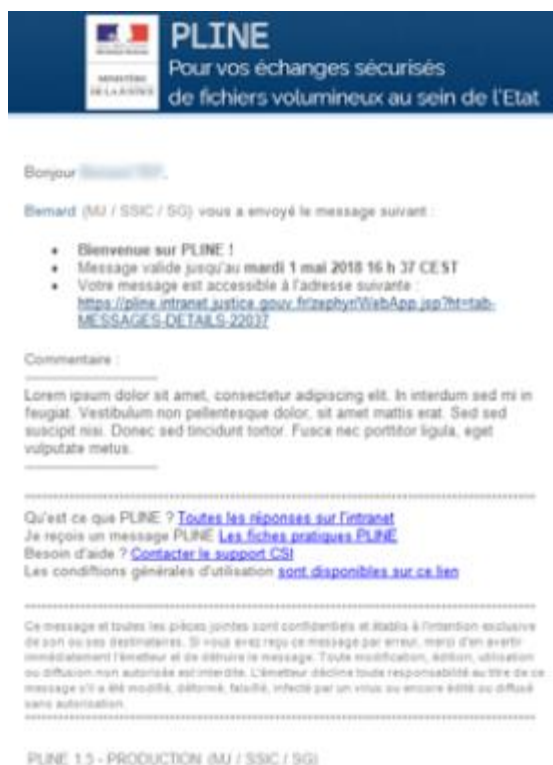 PLINE
Pour vos échanges sécurisés
de fichiers volumineux au sein de l'Etat
MINISTÈRE
DE LA JUSTICE
Bonjour
Bernard (MJ / SSIC / SG) vous a envoyé le message suivant :
Bienvenue sur PLINE !
Message valide jusqu'au mardi 1 mai 2018 16 h 37 CEST
Votre message est accessible à l'adresse suivante :
https://pline.intranet.justice.gouv.fr/zephyr/WebApp.jsp?ht=tab-
MESSAGES-DETAILS-22037
Commentaire :
Lorem ipsum dolor sit amet, consectetur adipiscing elit. In interdum sed mi in
feugiat. Vestibulum non pellentesque dolor, sit amet mattis erat. Sed sed
suscipit nisi. Donec sed tincidunt tortor. Fusce nec porttitor ligula, eget
vulputate metus.
Qu'est ce que PLINE ? Toutes les réponses sur l'intranet
Je reçois un message PLINE Les fiches pratiques PLINE
Besoin d'aide ? Contacter le support CSI
Les conditions générales d'utilisation sont disponibles sur ce lien
Ce message et toutes les pièces jointes sont confidentiels et établis à l'intention exclusive
de son ou ses destinataires. Si vous avez reçu ce message par erreur, merci d'en avertir
immédiatement l'émetteur et de détruire le message. Toute modification, édition, utilisation
ou diffusion non autorisée est interdite. L'émetteur décline toute responsabilité au titre de ce
message s'il a été modifié, déformé, falsifié, infecté par un virus ou encore édité ou diffusé
sans autorisation.
PLINE 1.5 - PRODUCTION (MJ / SSIC / SG)